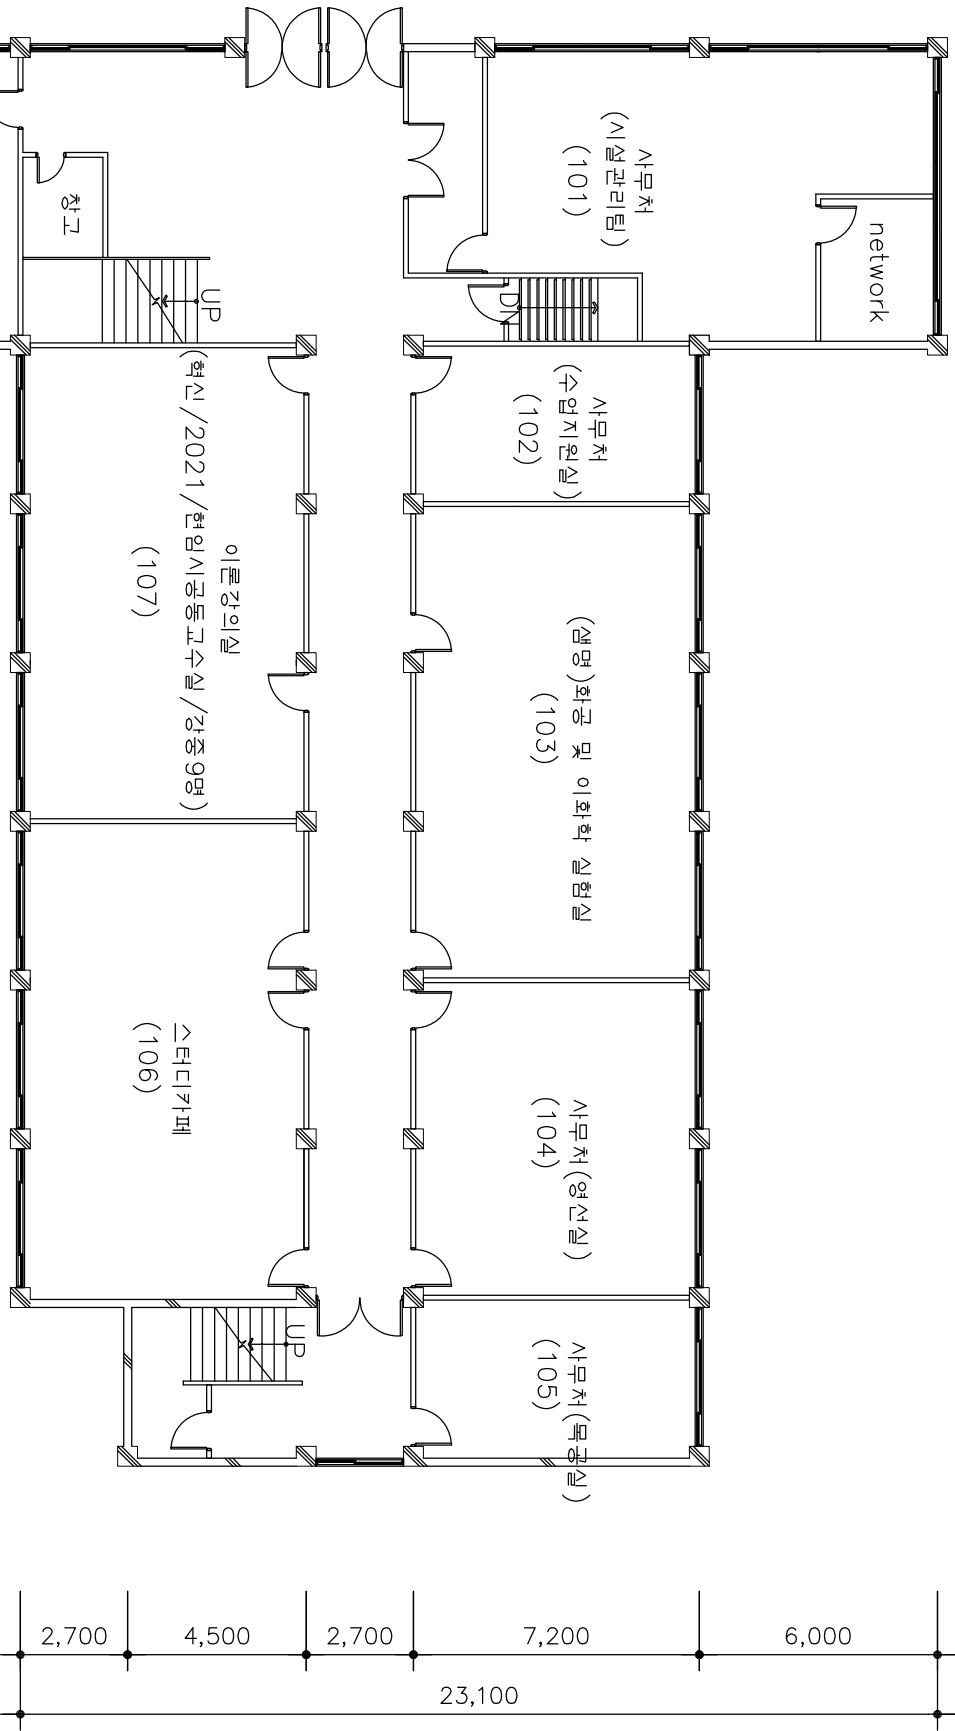 사무처
(시설관리팀)
(101)
network
창고
UP
DN
사무처
(수업지원실)
(102)
이론강의실
(혁신/2021/현임시공동교수실/강중9명)
(107)
(생명)화공 및 이화학 실험실
(103)
스터디카페
(106)
사무처(영선실)
(104)
UP
사무처(목공실)
(105)
2,700
4,500
2,700
7,200
6,000
23,100